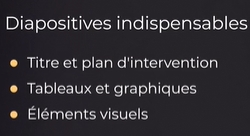 Diapositives indispensables
Titre et plan d'intervention
Tableaux et graphiques
Éléments visuels